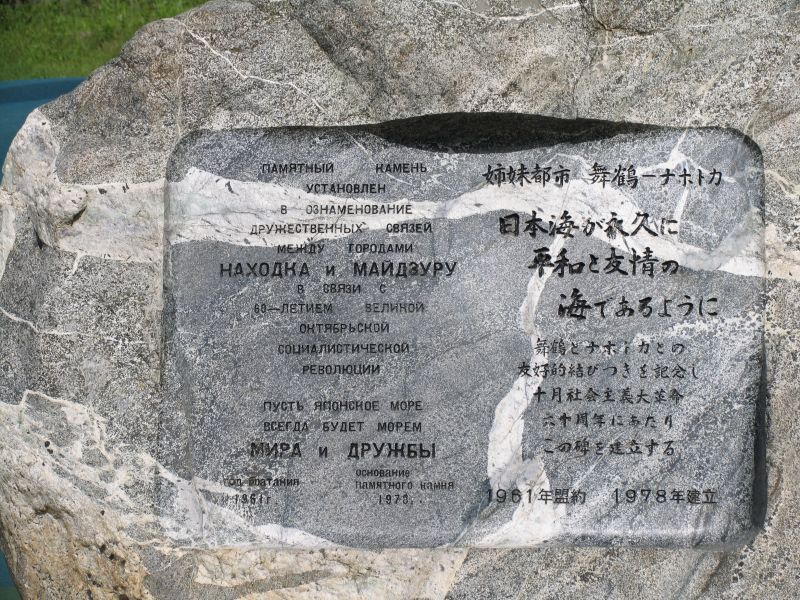 ПАМЯТНЫЙ КАМЕНЬ
УСТАНОВЛЕН
В ОЗНАМЕНОВАНИЕ
ДРУЖЕСТВЕННЫХ СВЯЗЕЙ
МЕЖДУ ГОРОДАМИ
НАХОДКА и МАЙДЗУРУ
В СВЯЗИ С
60-ЛЕТИЕМ ВЕЛИКОЙ
ОКТЯБРЬСКОЙ
СОЦИАЛИСТИЧЕСКОЙ
РЕВОЛЮЦИИ
ПУСТЬ ЯПОНСКОЕ МОРЕ
ВСЕГДА БУДЕТ МОРЕМ
МИРА и ДРУЖБЫ
год братания
1961г.
основание
памятного камня
1978.
姉妹都市 舞鶴ーナホトカ
日本海が永久に
平和と友情の
海であるように
舞鶴とナホトカとの
友好的結びつきを記念し
十月社会主義大革命
六十周年にあたり
この碑を建立する
1961年盟約 1978年建立